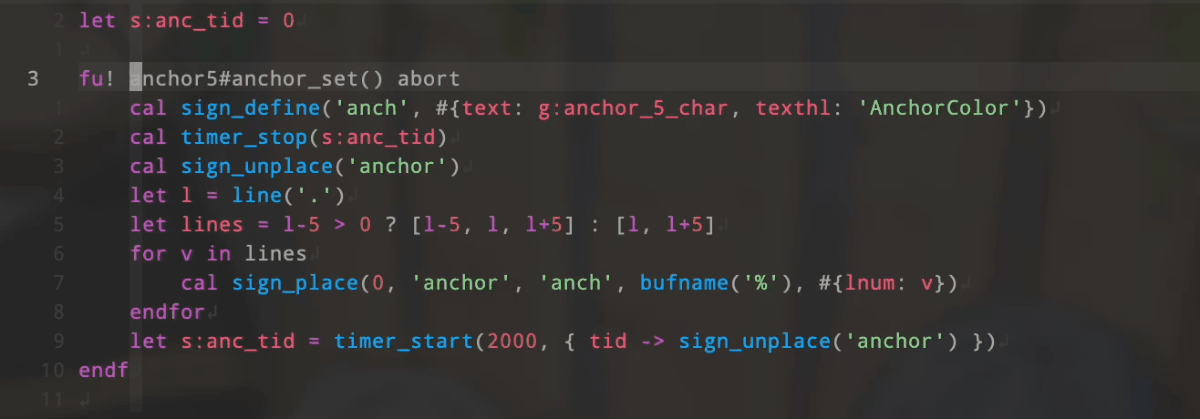 2 let s:anc_tid = 0
1
3 fu! anchor5#anchor_set() abort
1 cal sign_define('anch', #{text: g:anchor_5_char, texthl: 'AnchorColor'})
2 cal timer_stop(s:anc_tid)
3 cal sign_unplace('anchor')
4 let l = line('.')
5 let lines = l-5 > 0 ? [l-5, l, l+5] : [l, l+5]
6 for v in lines
7 cal sign_place(0, 'anchor', 'anch', bufname('%'), #{lnum: v})
8 endfor
9 let s:anc_tid = timer_start(2000, { tid -> sign_unplace('anchor') })
10 endf
11